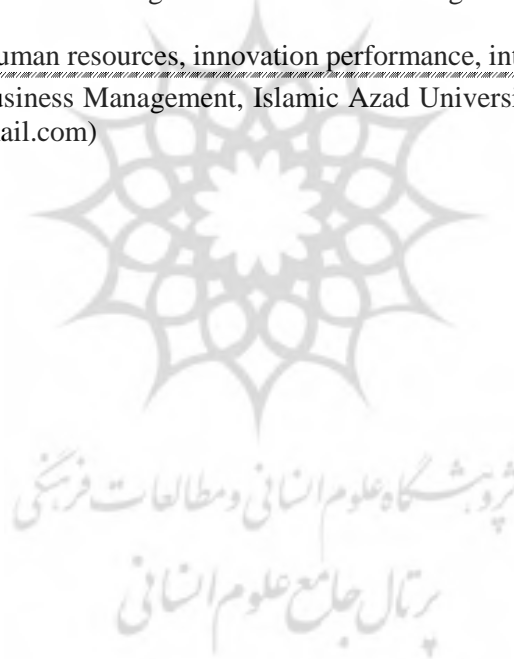 uman resources, innovation performance, int
usiness Management, Islamic Azad Universi
ail.com)
پژوهشگاه علوم انسانی و مطالعات فرهنگی
پرتال جامع علوم انسانی